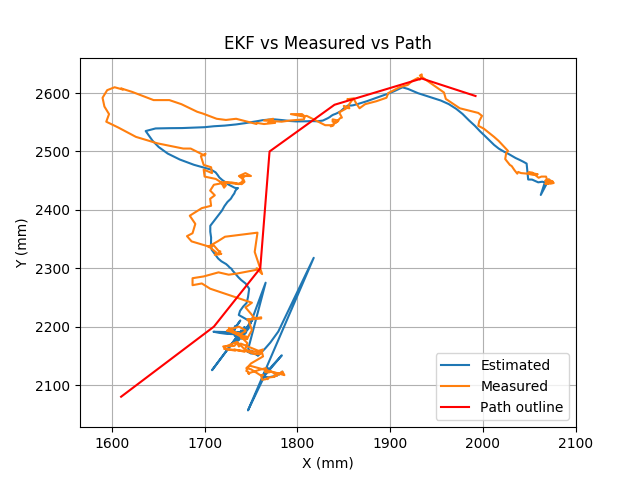 EKF vs Measured vs Path
2600
2500
2400
2300
2200
2100
Y (mm)
Estimated
Measured
Path outline
1600 1700 1800 1900 2000 2100
X (mm)